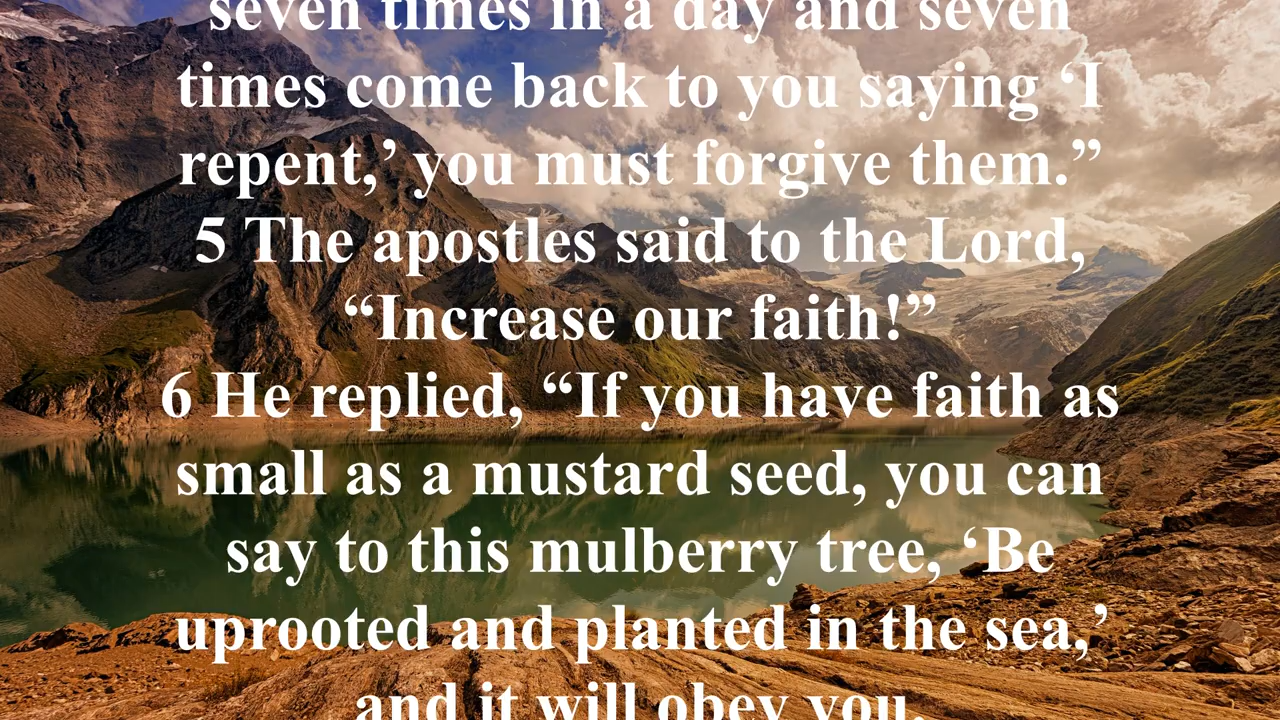 seven times in a day and seven
times come back to you saying ‘I
repent,’ you must forgive them.”
5 The apostles said to the Lord,
“Increase our faith!”
6 He replied, “If you have faith as
small as a mustard seed, you can
say to this mulberry tree, ‘Be
uprooted and planted in the sea,’
and it will obey you.